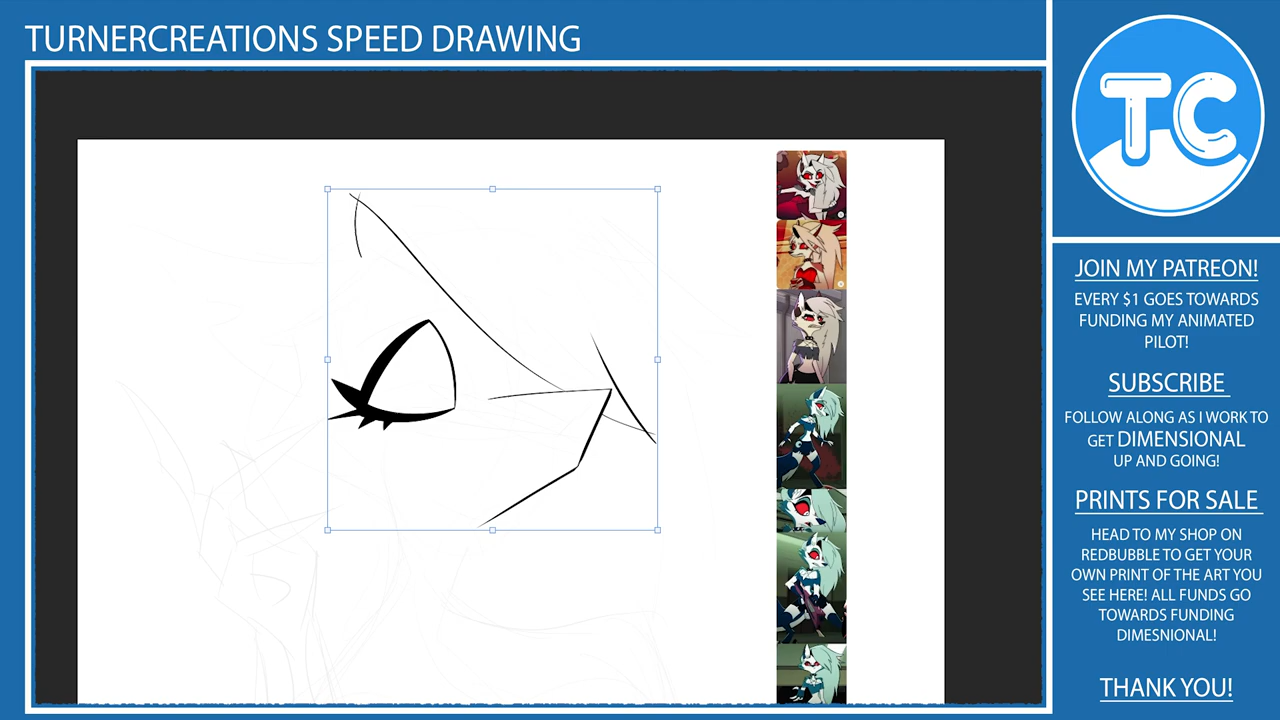 TURNERCREATIONS SPEED DRAWING
TC
JOIN MY PATREON!
EVERY $1 GOES TOWARDS
FUNDING MY ANIMATED
PILOT!
SUBSCRIBE
FOLLOW ALONG AS I WORK TO
GET DIMENSIONAL
UP AND GOING!
PRINTS FOR SALE
HEAD TO MY SHOP ON
REDBUBBLE TO GET YOUR
OWN PRINT OF THE ART YOU
SEE HERE! ALL FUNDS GO
TOWARDS FUNDING
DIMESNIONAL!
THANK YOU!